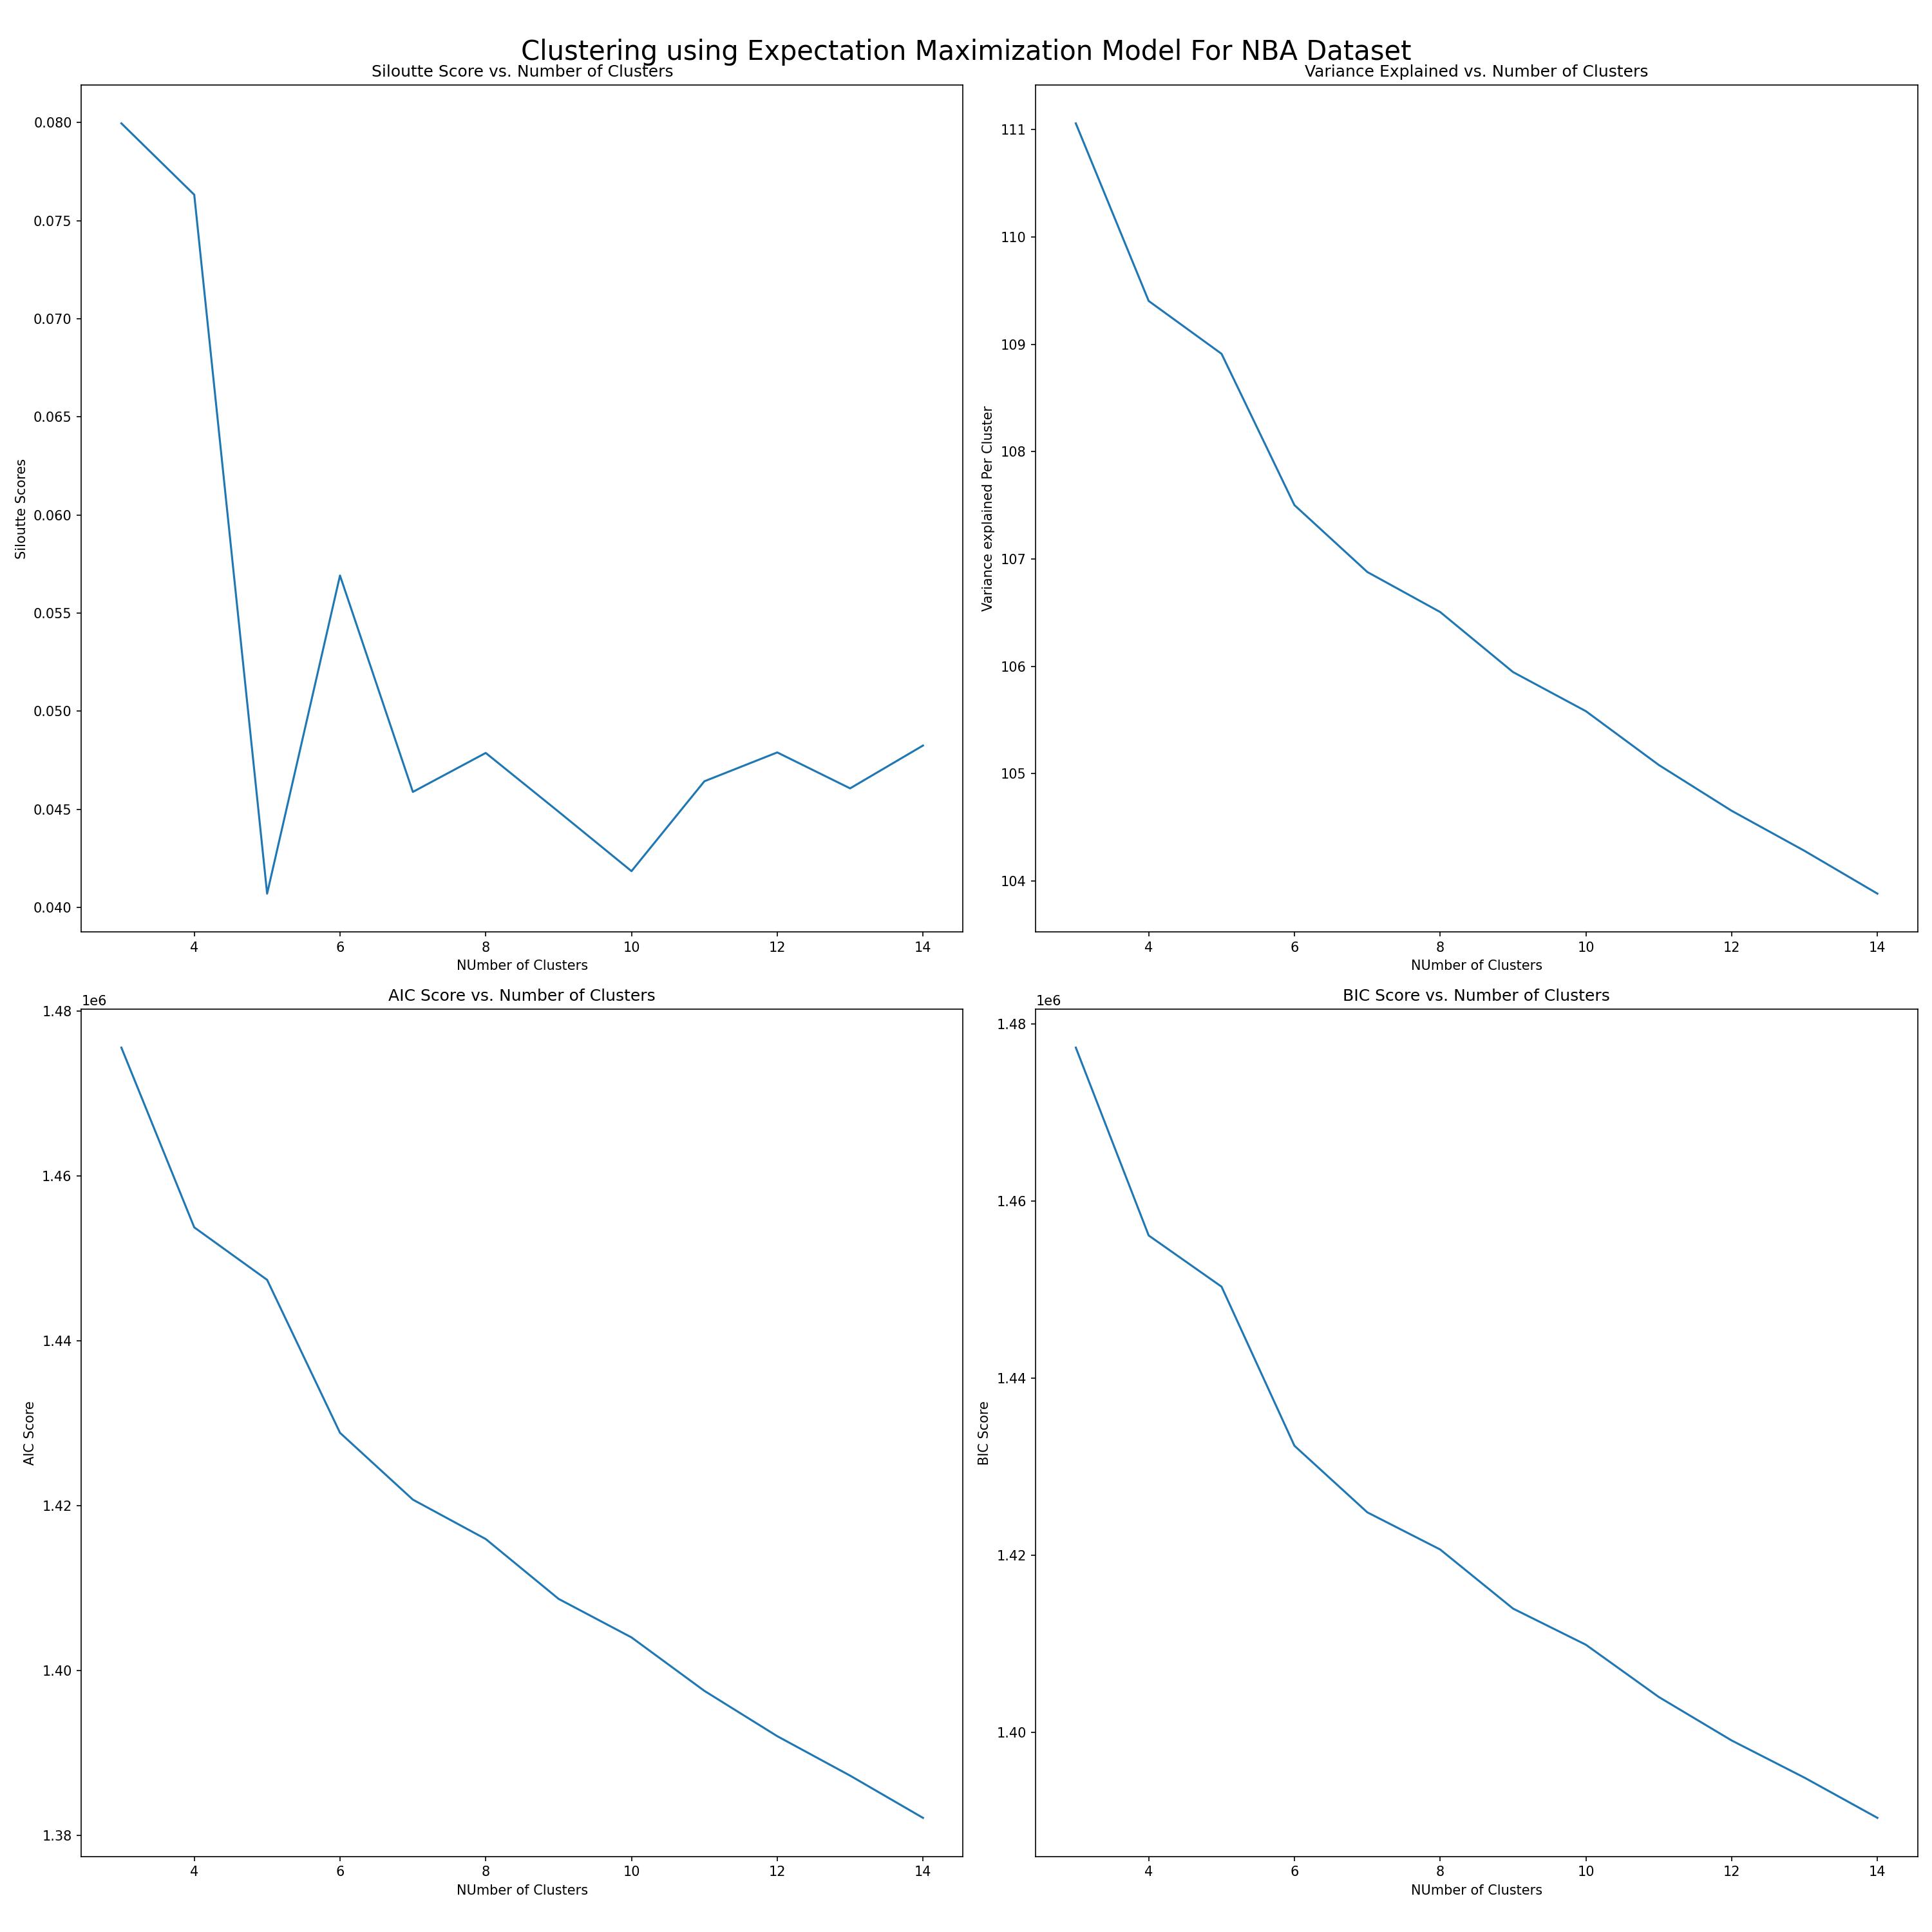 Clustering using Expectation Maximization Model For NBA Dataset
Siloutte Score vs. Number of Clusters
0.080
0.075
0.070
0.065
0.060
0.055
0.050
0.045
0.040
Siloutte Scores
4 6 8 10 12 14
NUmber of Clusters
Variance Explained vs. Number of Clusters
111
110
109
108
107
106
105
104
Variance explained Per Cluster
4 6 8 10 12 14
NUmber of Clusters
AIC Score vs. Number of Clusters
1e6
1.48
1.46
1.44
1.42
1.40
1.38
AIC Score
4 6 8 10 12 14
NUmber of Clusters
BIC Score vs. Number of Clusters
1e6
1.48
1.46
1.44
1.42
1.40
BIC Score
4 6 8 10 12 14
NUmber of Clusters